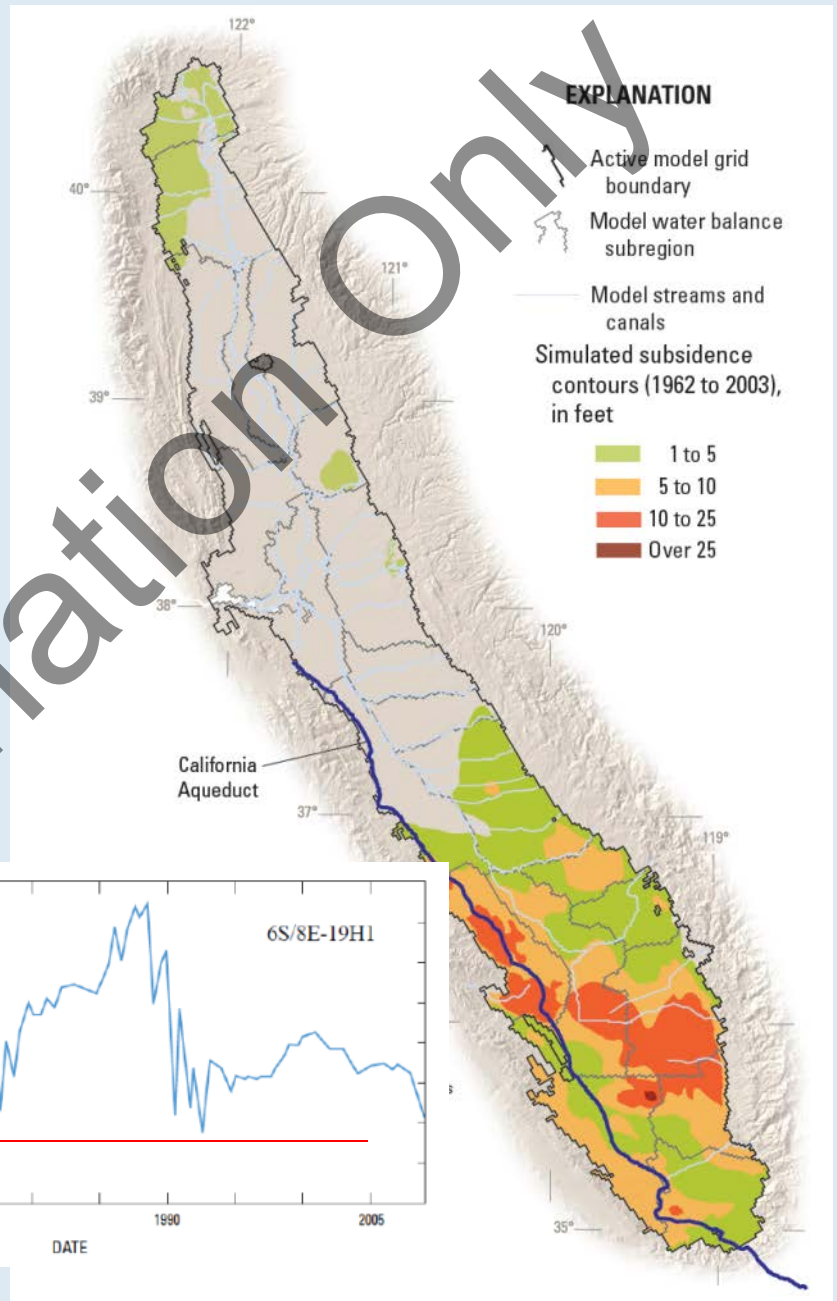 122°
EXPLANATION
Active model grid
boundary
40°
Model water balance
subregion
121°
Model streams and
canals
Simulated subsidence
contours (1962 to 2003),
in feet
39°
1 to 5
5 to 10
10 to 25
Over 25
38°
120°
California
Aqueduct
37°
119°
6S/8E-19H1
35°
1990
2005
DATE
nation Only